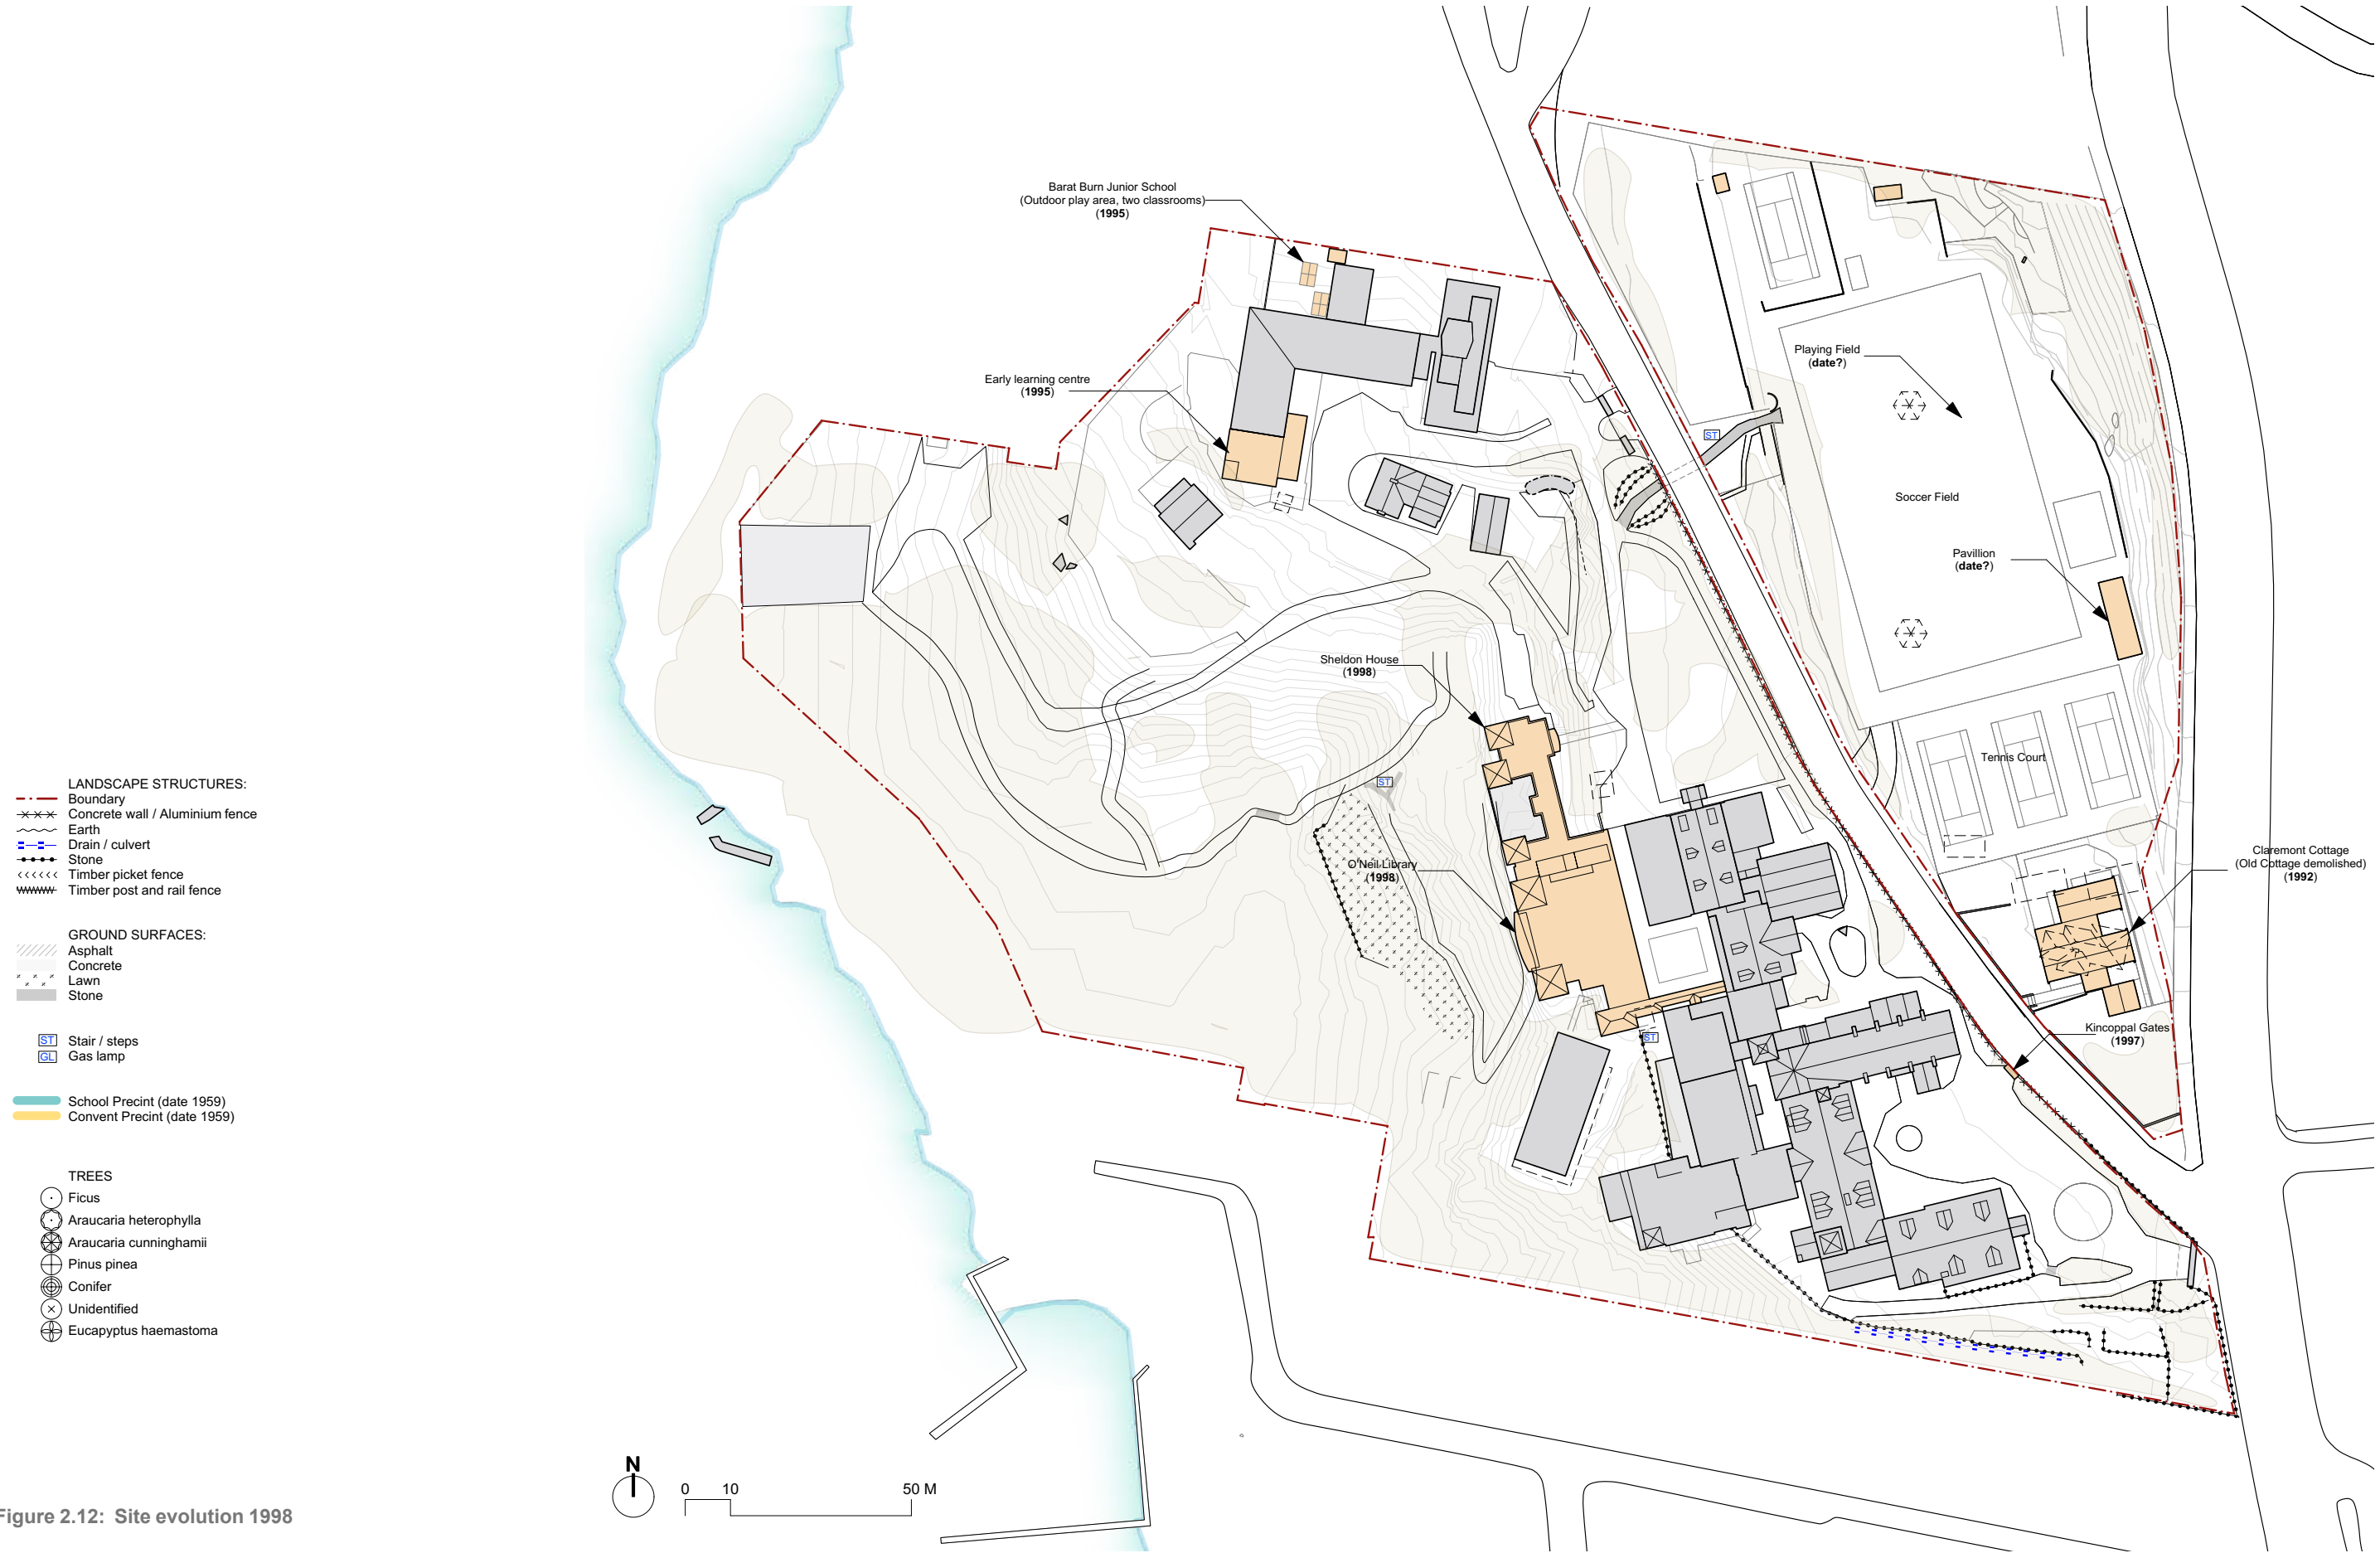 Barat Burn Junior School
(Outdoor play area, two classrooms)
(1995)
Early learning centre
(1995)
Playing Field
(date?)
ST
Soccer Field
Pavillion
(date?)
Sheldon House
(1998)
ST
Tennis Court
O'Neil Library
(1998)
Claremont Cottage
(Old Cottage demolished)
(1992)
ST
Kincoppal Gates
(1997)
LANDSCAPE STRUCTURES:
Boundary
Concrete wall / Aluminium fence
Earth
Drain / culvert
Stone
Timber picket fence
Timber post and rail fence
GROUND SURFACES:
Asphalt
Concrete
Lawn
Stone
ST Stair / steps
GL Gas lamp
School Precint (date 1959)
Convent Precint (date 1959)
TREES
Ficus
Araucaria heterophylla
Araucaria cunninghamii
Pinus pinea
Conifer
Unidentified
Eucapyptus haemastoma
N
0 10 50 M
Figure 2.12: Site evolution 1998